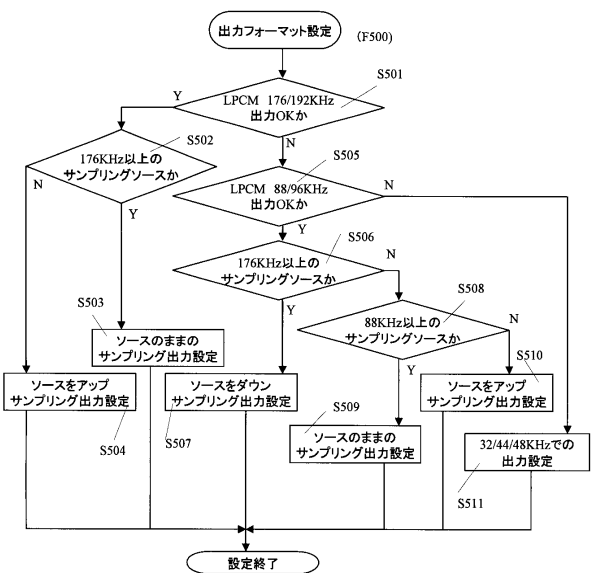 出力フォーマット設定
(F500)
S501
LPCM 176/192KHz
出力OKか
Y
N
S502
176KHz以上の
サンプリングソースか
N
Y
S505
LPCM 88/96KHz
出力OKか
N
Y
S506
176KHz以上の
サンプリングソースか
N
Y
S508
88KHz以上の
サンプリングソースか
N
Y
S503
ソースのままの
サンプリング出力設定
ソースをアップ
サンプリング出力設定
S504
ソースをダウン
サンプリング出力設定
S507
S509
ソースのままの
サンプリング出力設定
S510
ソースをアップ
サンプリング出力設定
32/44/48KHzでの
出力設定
S511
設定終了